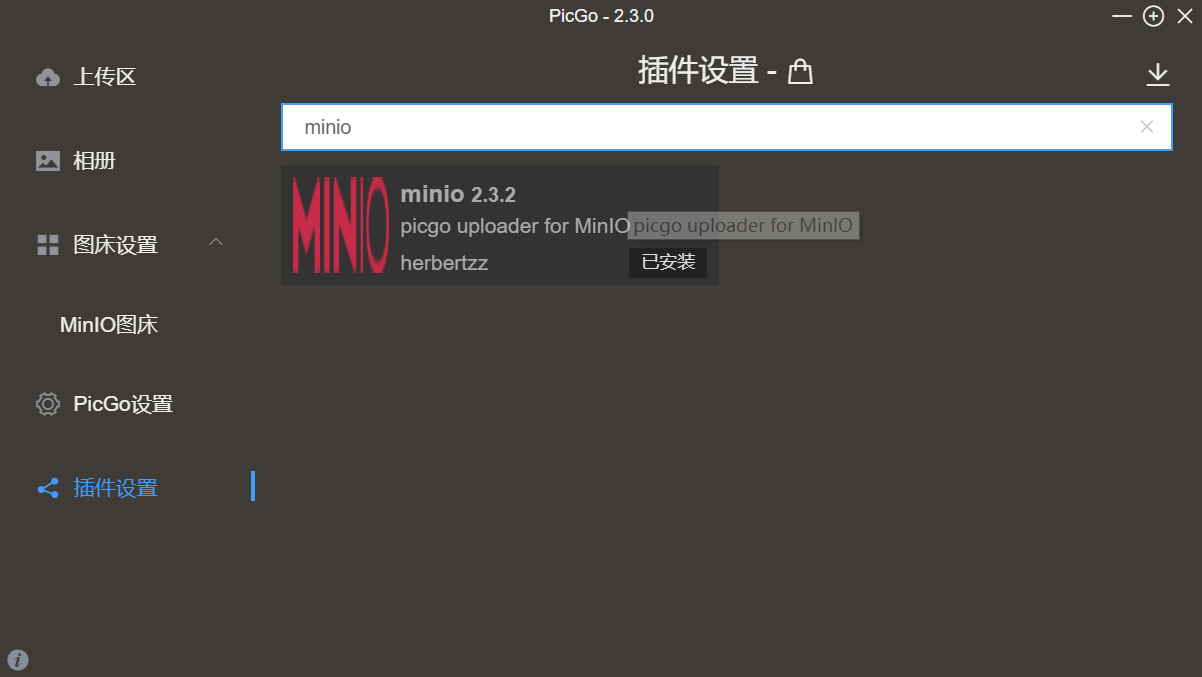 PicGo - 2.3.0
上传区
相册
图床设置
MinIO图床
PicGo设置
插件设置
插件设置 -
minio
MINIO
minio 2.3.2
picgo uploader for MinIO
picgo uploader for MinIO
herbertzz
已安装
i